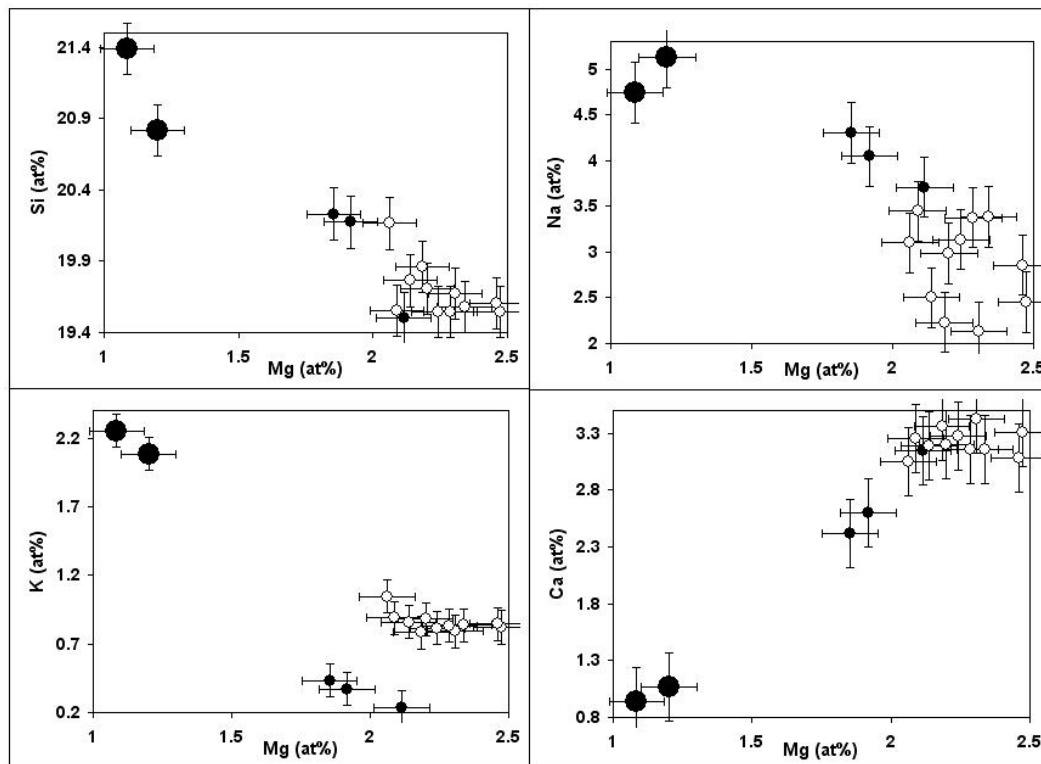 21.4
20.9
20.4
19.9
19.4
Si (at%)
1 1.5 2 2.5
Mg (at%)
5
4.5
4
3.5
3
2.5
2
Na (at%)
1 1.5 2 2.5
Mg (at%)
2.2
1.7
1.2
0.7
0.2
K (at%)
1 1.5 2 2.5
Mg (at%)
3.3
2.8
2.3
1.8
1.3
0.8
Ca (at%)
1 1.5 2 2.5
Mg (at%)